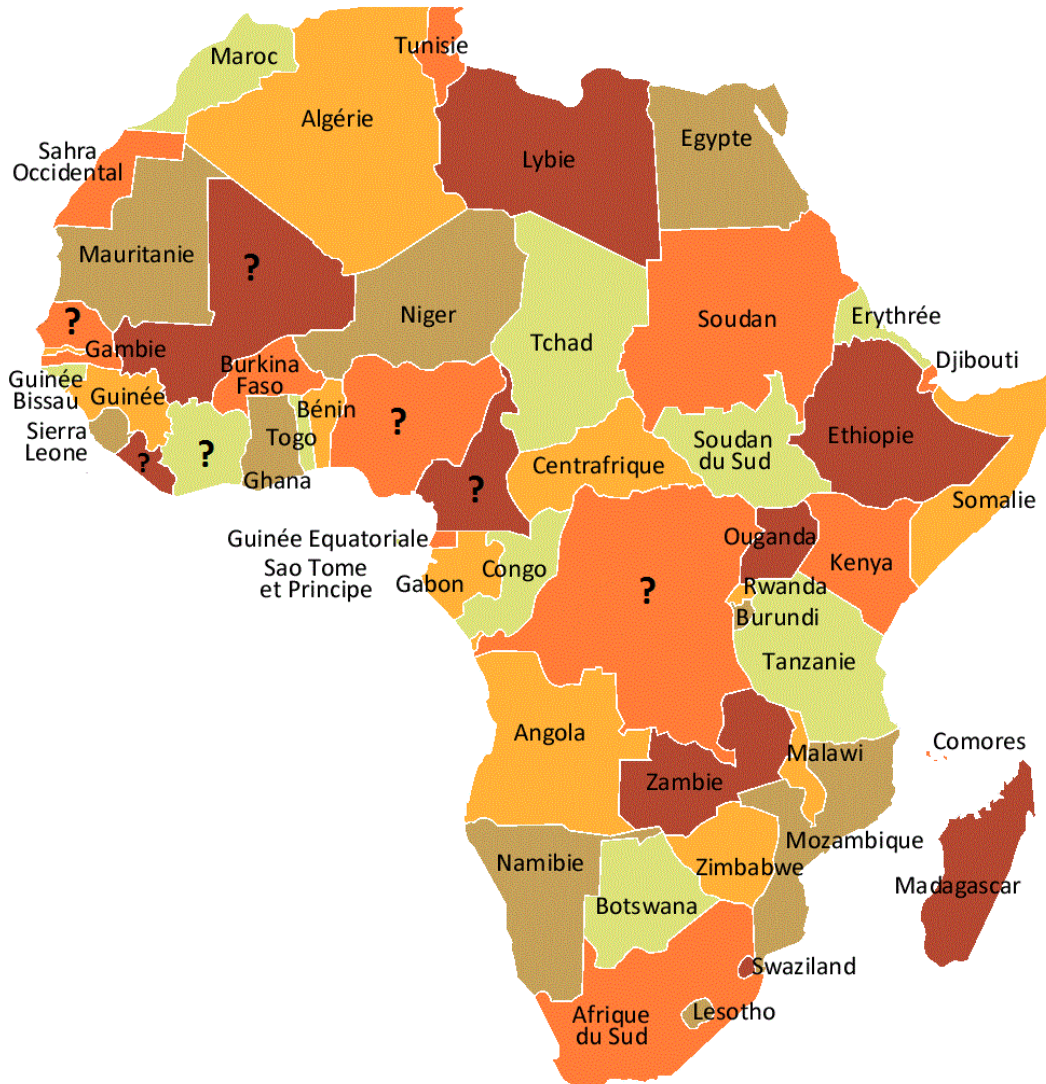 Maroc
Tunisie
Algérie
Lybie
Egypte
Sahra
Occidental
Mauritanie
?
Niger
Tchad
Soudan
Erythrée
?
Gambie
Burkina
Faso
Djibouti
Guinée
Bissau
Guinéé
Bénin
?
Sierra
Leone
?
?
Togo
Ghana
Soudan
du Sud
Ethiopie
Centrafrique
?
Somalie
Guinée Equatoriale
Sao Tome
et Principe
Gabon
Congo
?
Ouganda
Kenya
Rwanda
Burundi
Tanzanie
Angola
Malawi
Comores
Zambie
Mozambique
Namibie
Zimbabwe
Madagascar
Botswana
Swaziland
Lesotho
Afrique
du Sud